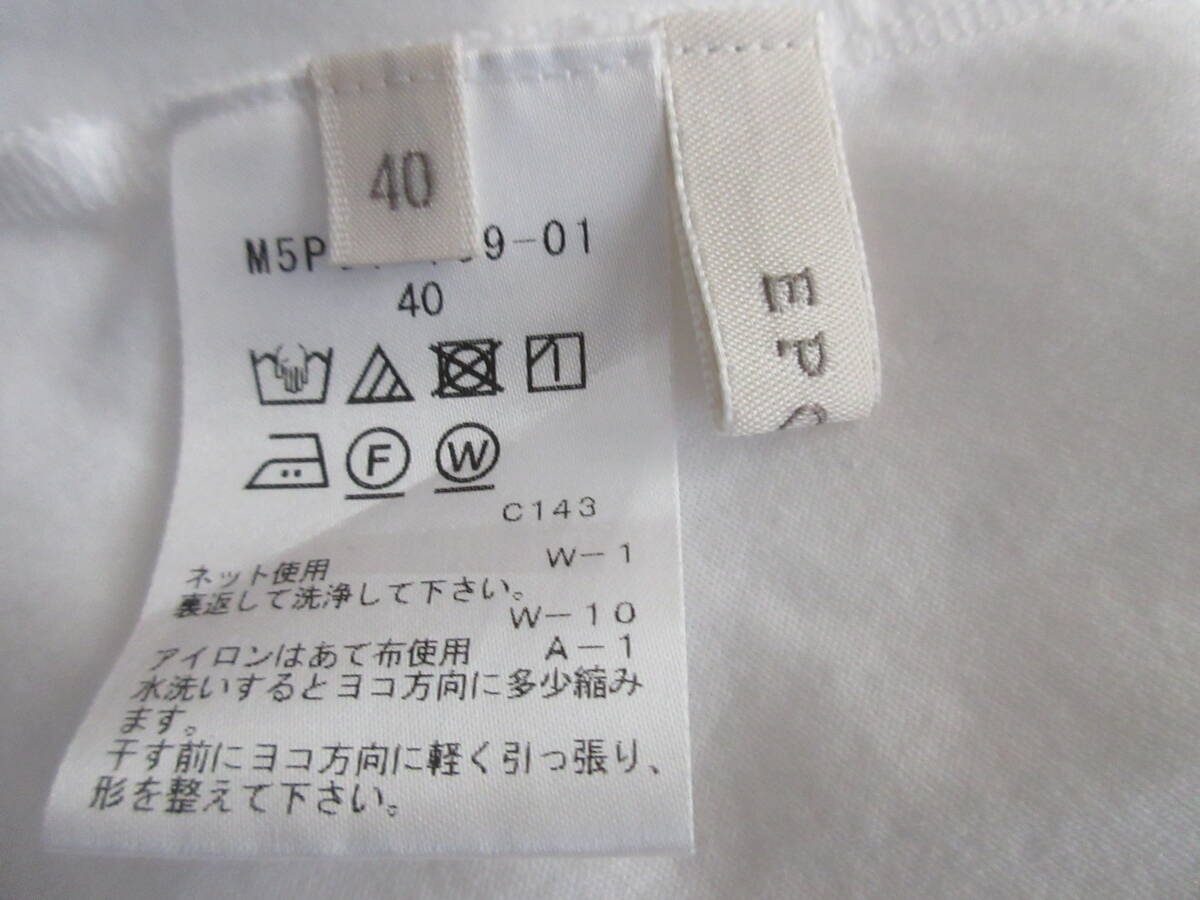 40
M5P 9-01
40
F W
C143
W-1
ネット使用
裏返して洗浄して下さい。
W-10
アイロンはあて布使用 A-1
水洗いするとヨコ方向に多少縮み
ます。
干す前にヨコ方向に軽く引っ張り、
形を整えて下さい。
EP